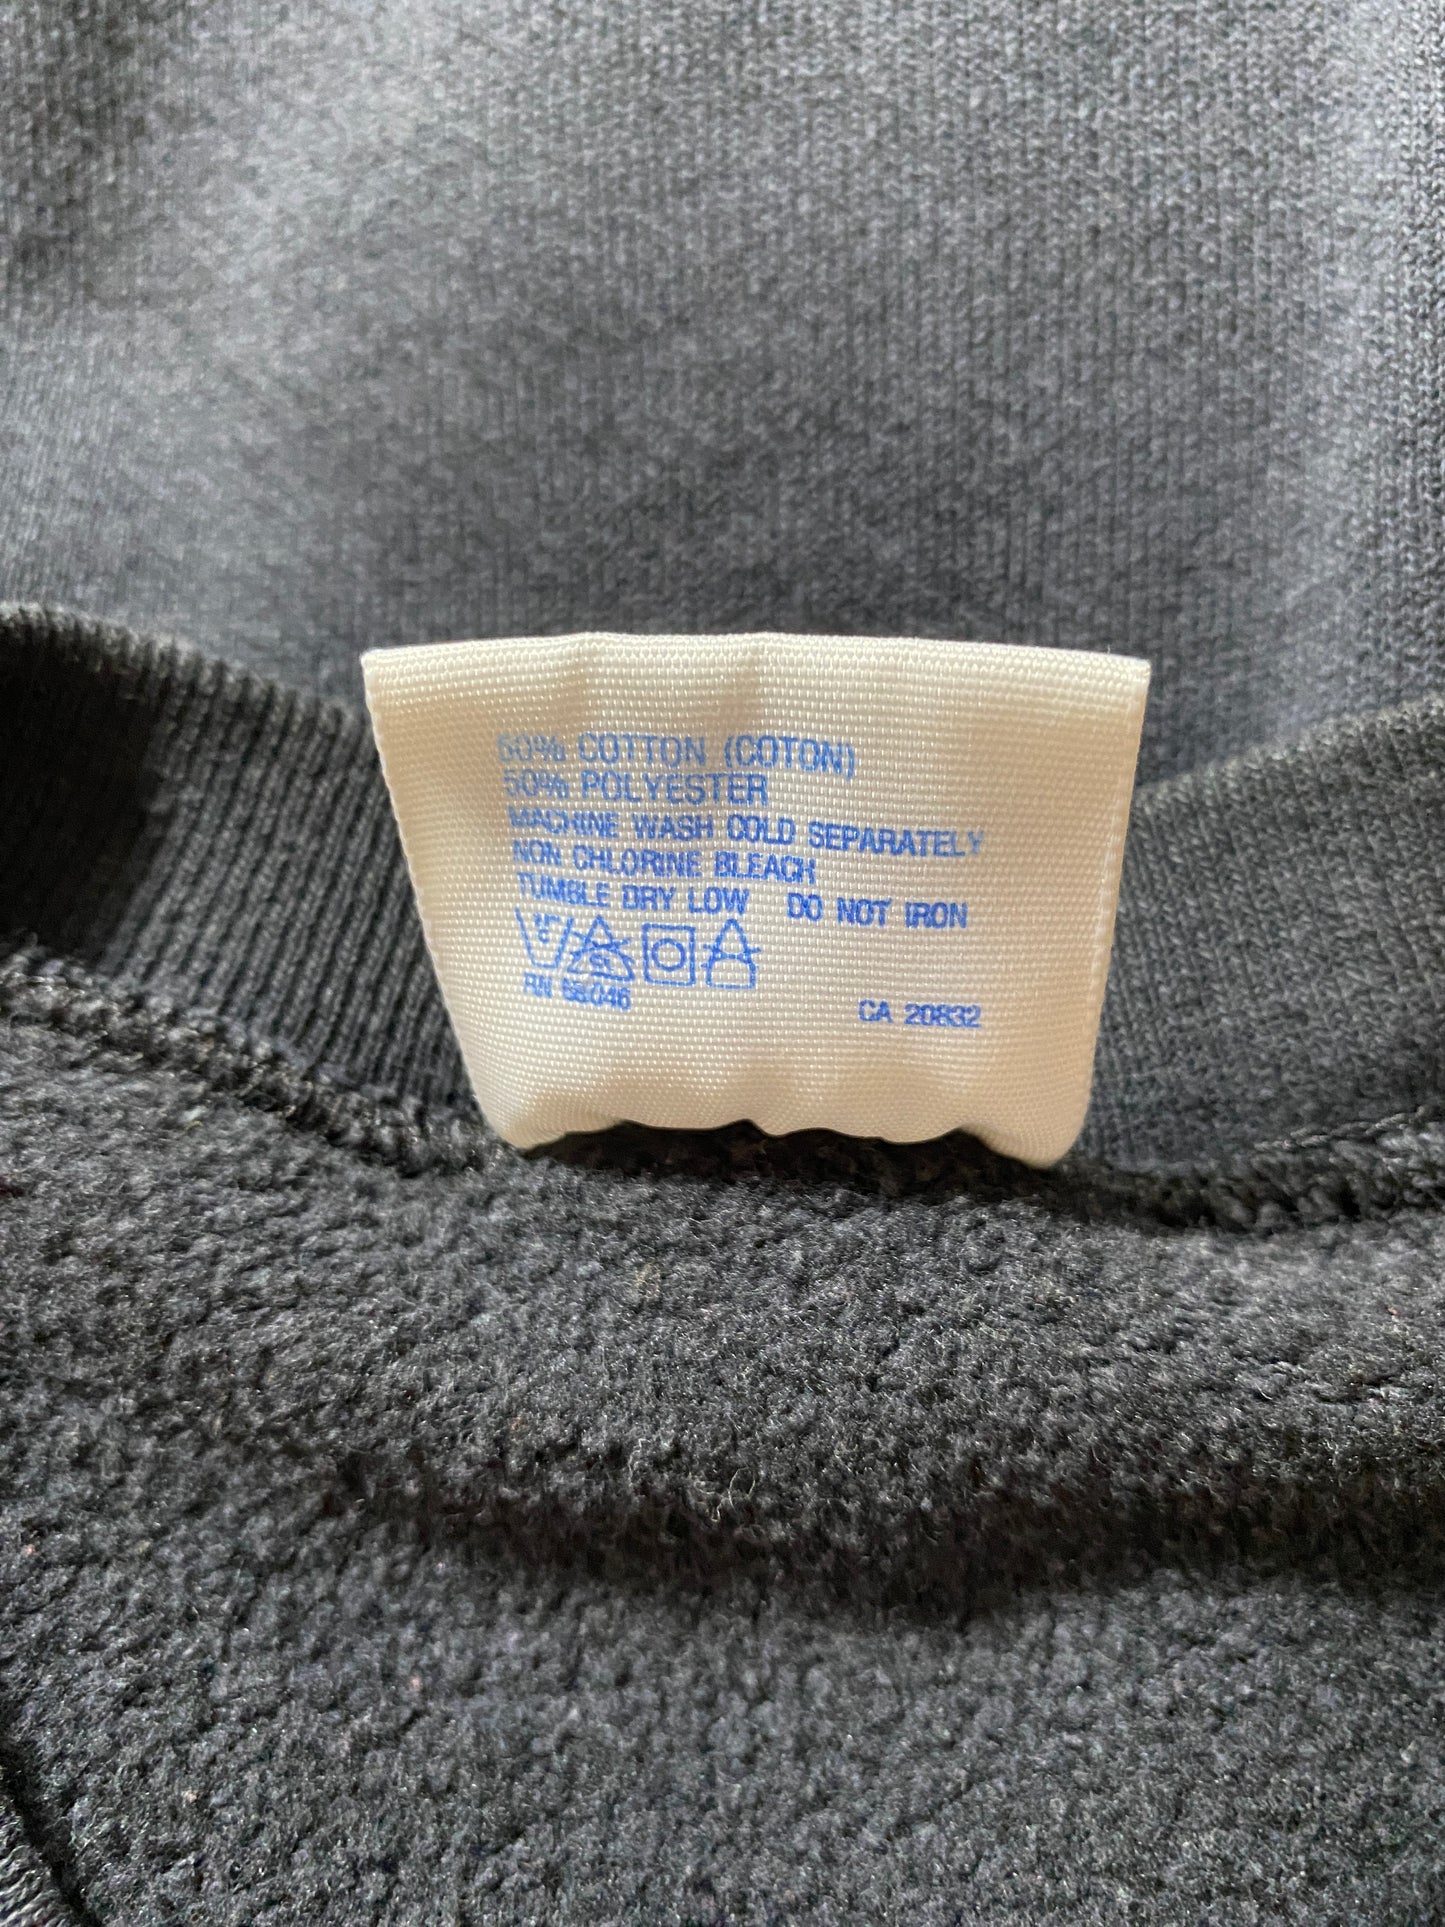 50% COTTON (COTON)
50% POLYESTER
MACHINE WASH COLD SEPARATELY
NON CHLORINE BLEACH
TUMBLE DRY LOW DO NOT IRON
CL
RN CA 20832